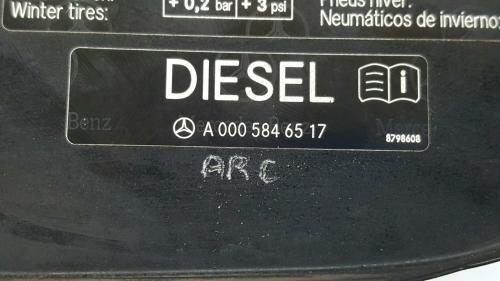 Winter tires:
+ 0,2 bar + 3 psi
Pneus hiver:
Neumáticos de invierno:
DIESEL
A 000 584 65 17
8798608
Benz
ARC